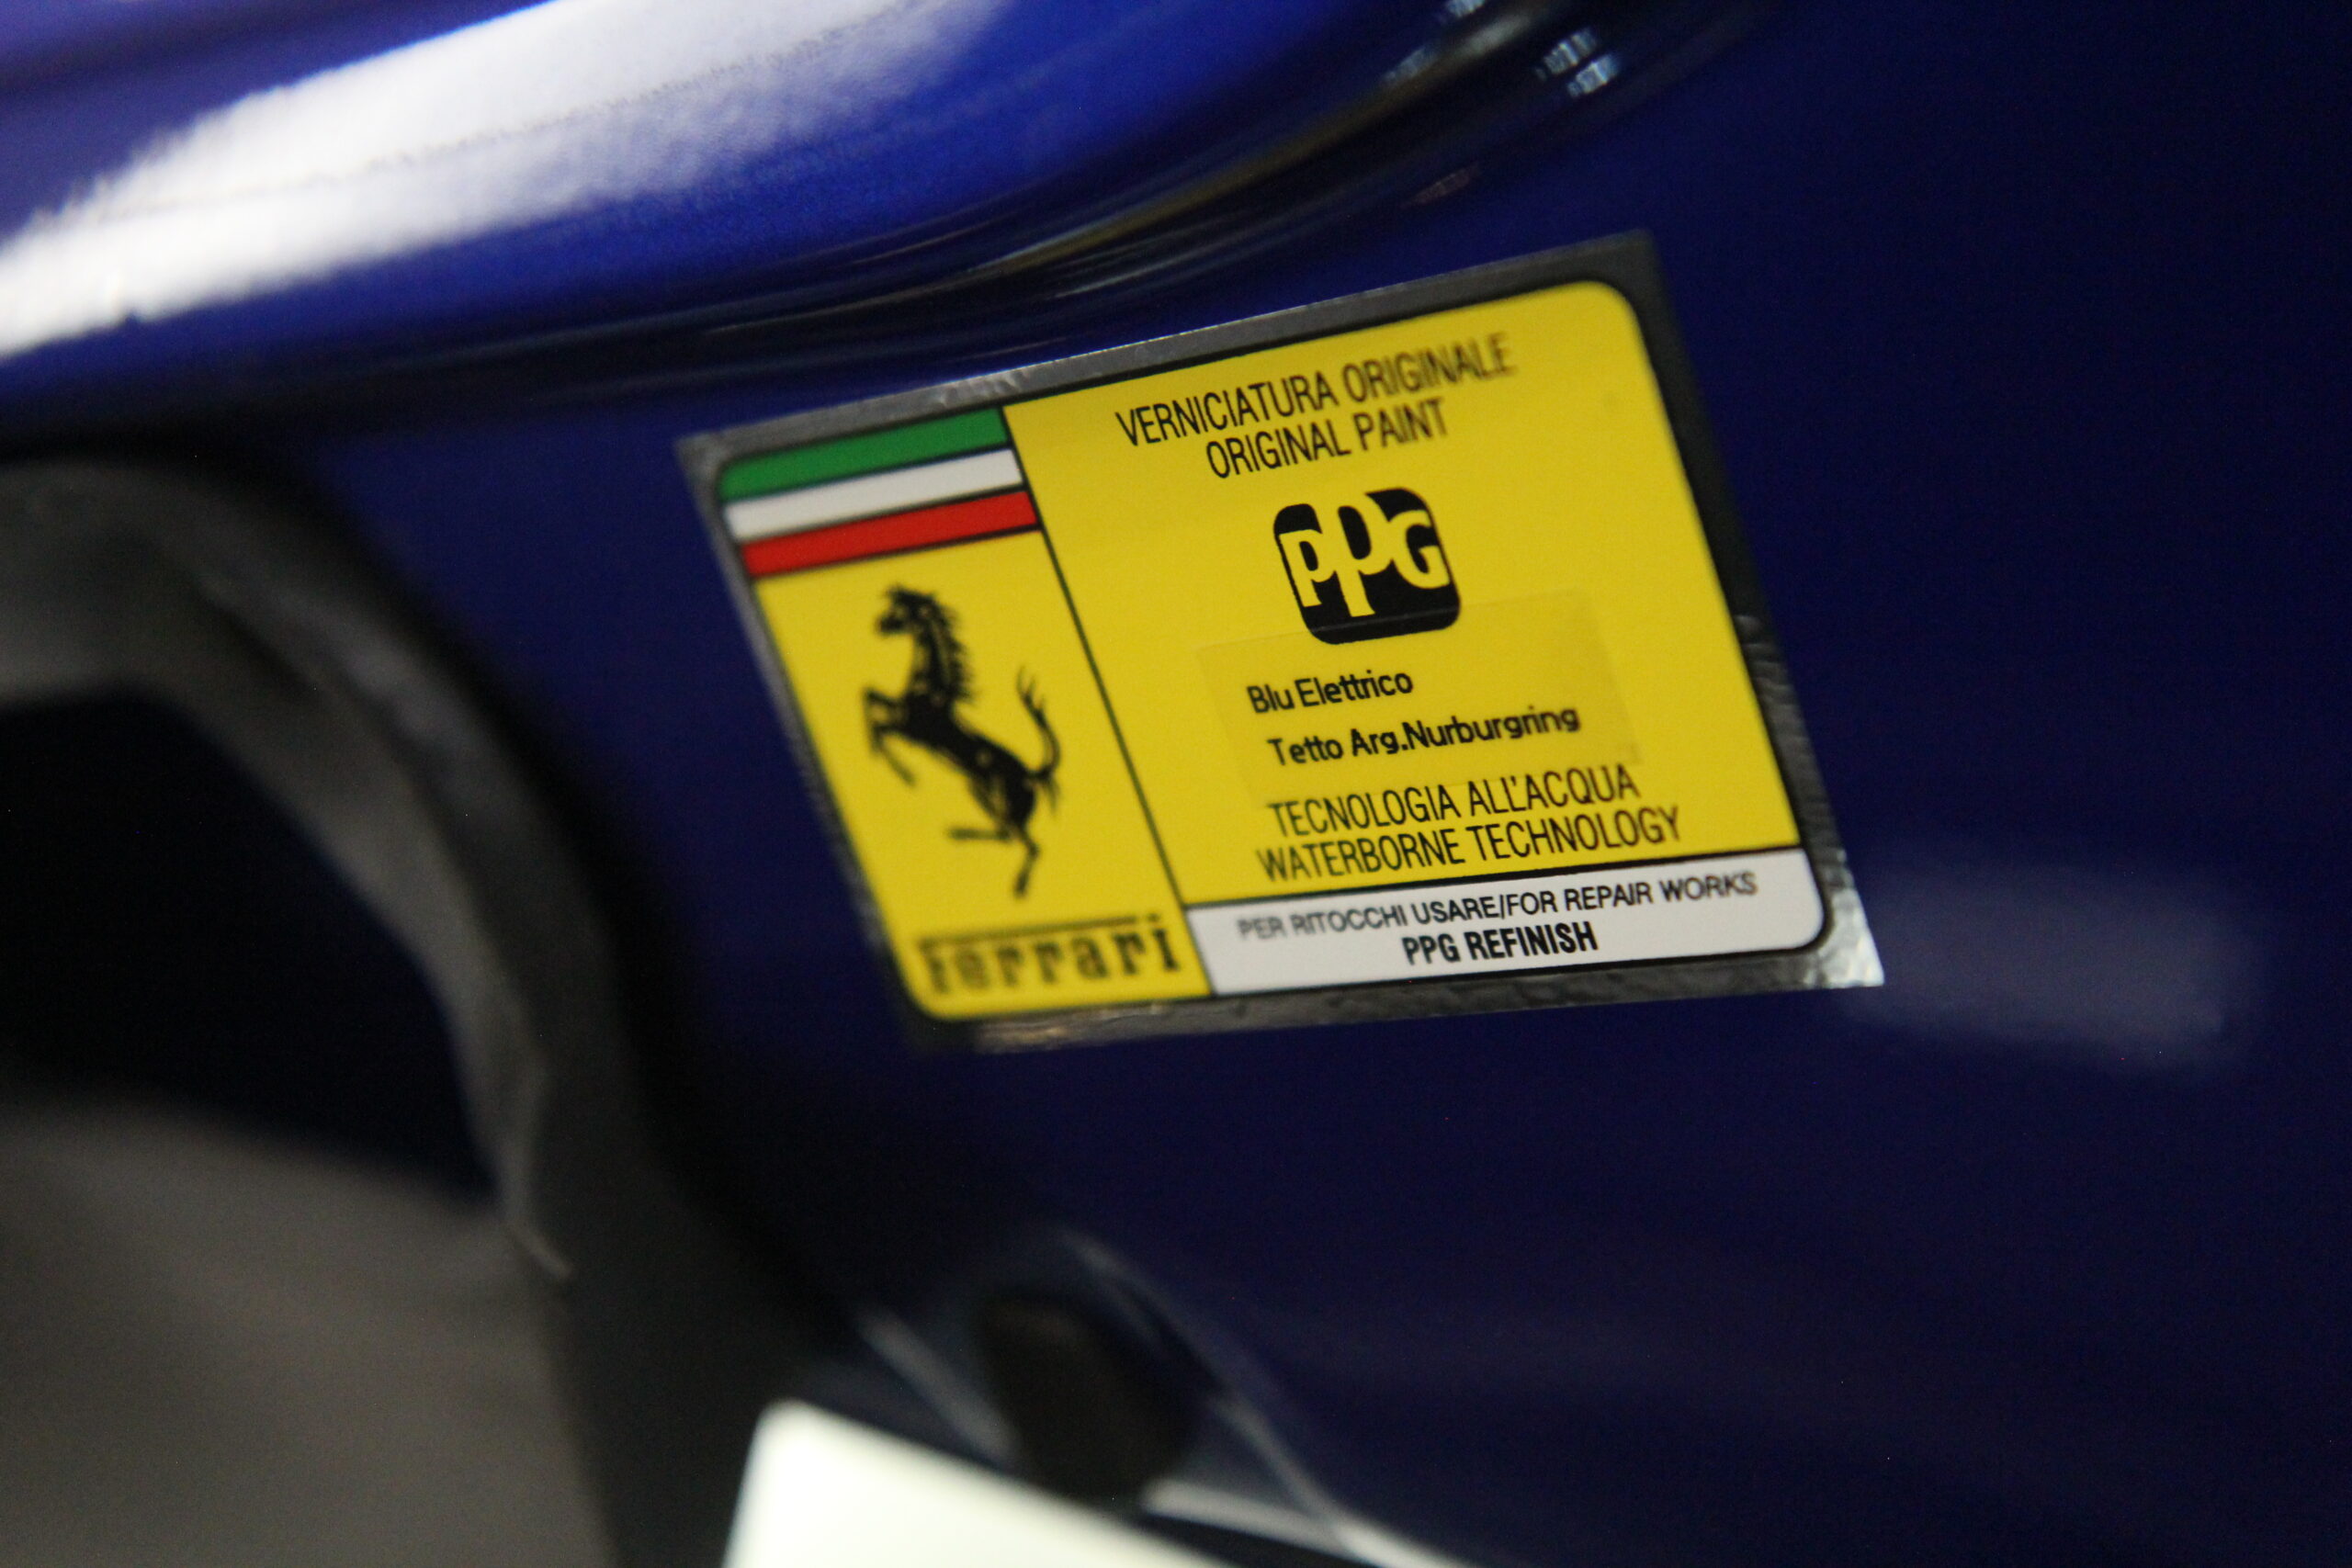 VERNICIATURA ORIGINALE
ORIGINAL PAINT
PPG
Blu Elettrico
Tetto Arg.Nurburgring
TECNOLOGIA ALL'ACQUA
WATERBORNE TECHNOLOGY
PER RITOCCHI USARE/FOR REPAIR WORKS
PPG REFINISH
Ferrari